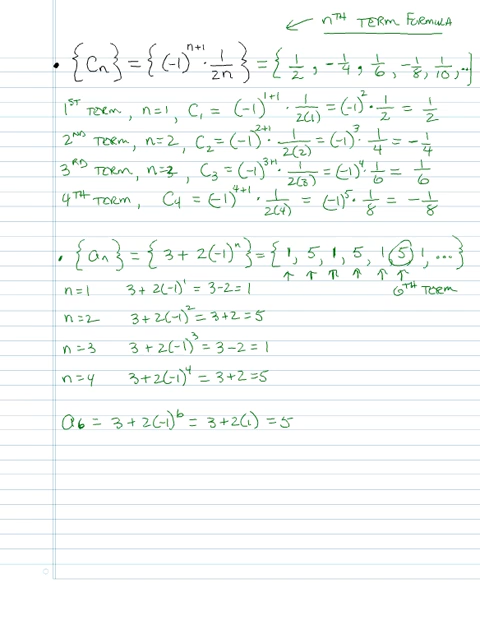 ← nTH TERM FORMULA
• {Cn} = {(-1)^(n+1) · 1/(2n)} = {1/2, -1/4, 1/6, -1/8, 1/10, ...}
1ST TERM, n=1, C₁ = (-1)^(1+1) · 1/(2(1)) = (-1)² · 1/2 = 1/2
2ND TERM, n=2, C₂ = (-1)^(2+1) · 1/(2(2)) = (-1)³ · 1/4 = -1/4
3RD TERM, n=3, C₃ = (-1)^(3+1) · 1/(2(3)) = (-1)⁴ · 1/6 = 1/6
4TH TERM, C₄ = (-1)^(4+1) · 1/(2(4)) = (-1)⁵ · 1/8 = -1/8
• {an} = {3 + 2(-1)ⁿ} = {1, 5, 1, 5, 1, 5, 1, ...}
↑ ↑ ↑ ↑ ↑ ↑
n=1 3 + 2(-1)¹ = 3-2 = 1 6TH TERM
n=2 3 + 2(-1)² = 3+2 = 5
n=3 3 + 2(-1)³ = 3-2 = 1
n=4 3 + 2(-1)⁴ = 3+2 = 5
a₆ = 3 + 2(-1)⁶ = 3 + 2(1) = 5